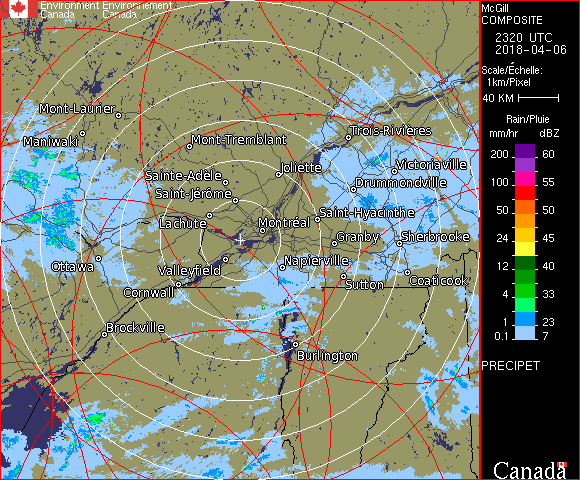 Environment Environnement
Canada Canada
McGill
COMPOSITE
2320 UTC
2018-04-06
Scale/Échelle:
1km/Pixel
40 KM
Rain/Pluie
mm/hr dBZ
200 60
100 55
50 50
24 45
12 40
4 33
1 23
0.1 7
PRECIPET
Canada
Mont-Laurier
Maniwaki
Mont-Tremblant
Trois-Rivières
Sainte-Adèle
Joliette
Victoriaville
Saint-Jérôme
Drummondville
Lachute
Montréal
Saint-Hyacinthe
Granby
Sherbrooke
Ottawa
Valleyfield
Napierville
Cornwall
Sutton
Coaticook
Brockville
Burlington